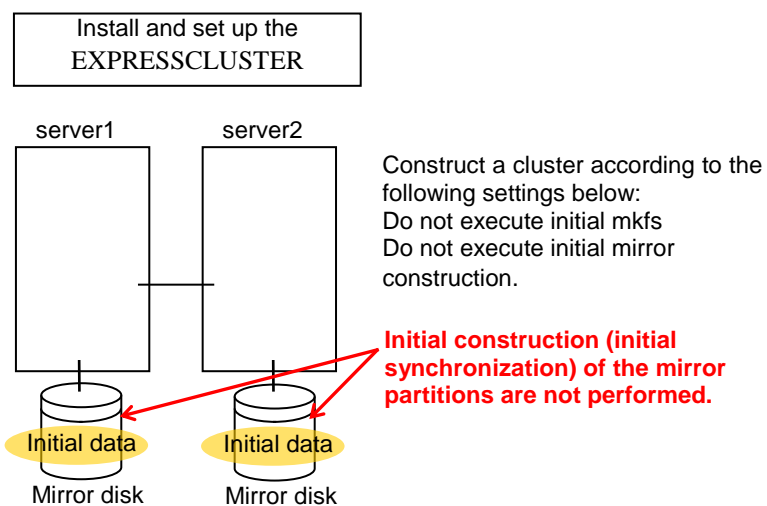 Install and set up the
EXPRESSCLUSTER
server1
server2
Construct a cluster according to the
following settings below:
Do not execute initial mkfs
Do not execute initial mirror
construction.
Initial construction (initial
synchronization) of the mirror
partitions are not performed.
Initial data
Initial data
Mirror disk
Mirror disk